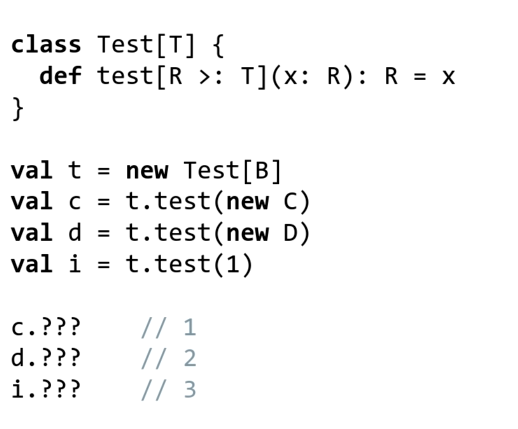 class Test[T] {
  def test[R >: T](x: R): R = x
}
val t = new Test[B]
val c = t.test(new C)
val d = t.test(new D)
val i = t.test(1)
c.???    // 1
d.???    // 2
i.???    // 3